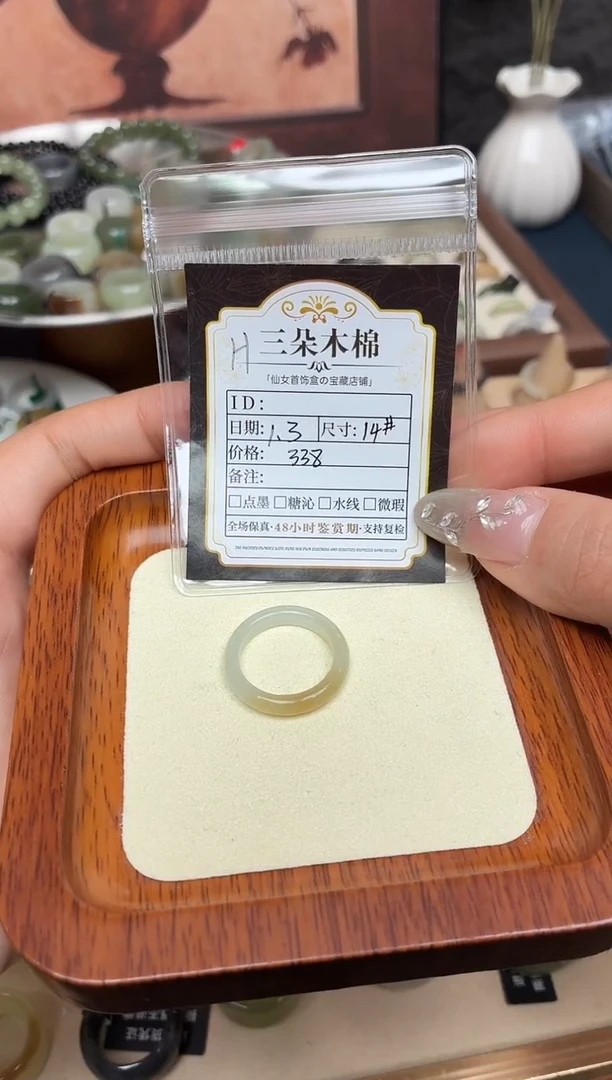 H 三朵木棉
「仙女首饰盒の宝藏店铺」
ID:
日期: 1.3 尺寸: 14#
价格: 338
备注:
□点墨 □糖沁 □水线 □微瑕
全场保真·48小时鉴赏期·支持复检